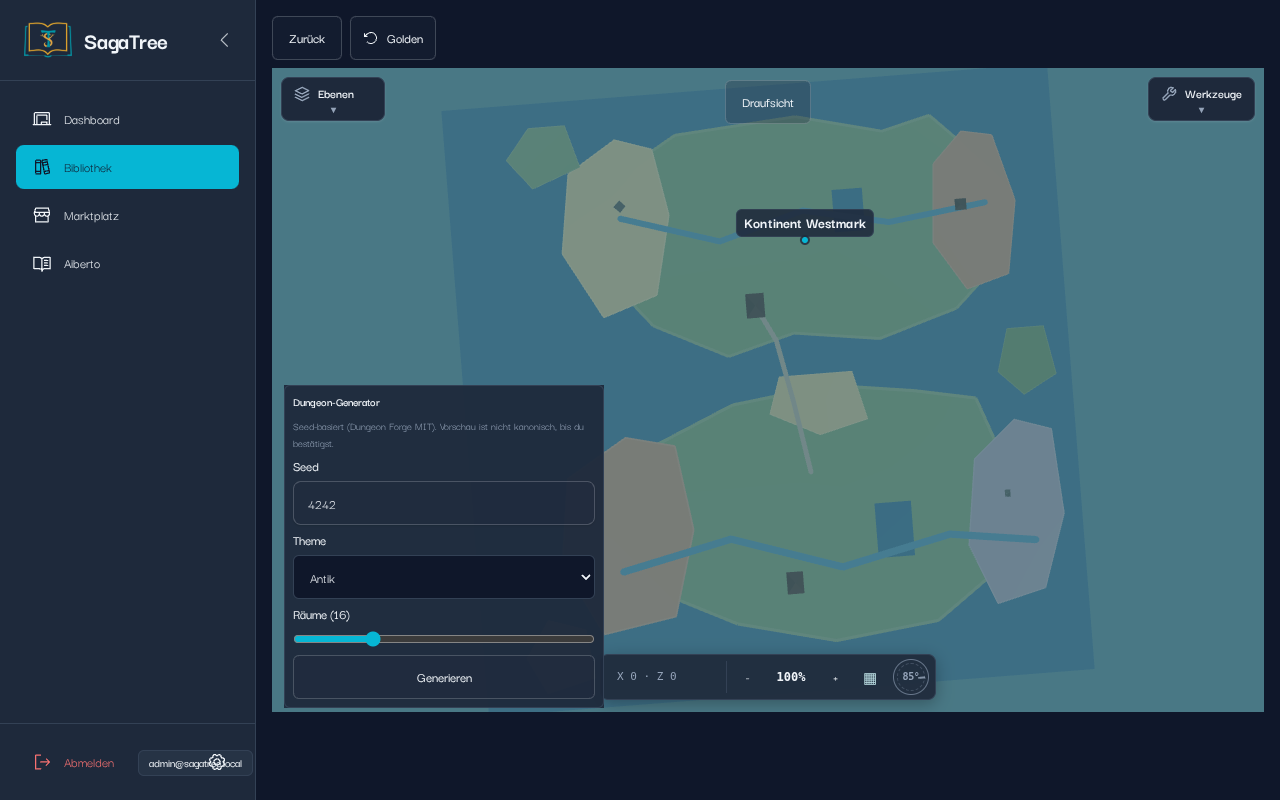 SagaTree
Dashboard
Bibliothek
Marktplatz
Alberto
Abmelden
Zurück
Golden
Ebenen
▼
Draufsicht
Werkzeuge
▼
Kontinent Westmark
Dungeon-Generator
Seed-basiert (Dungeon Forge MIT). Vorschau ist nicht kanonisch, bis du
bestätigst.
Seed
4242
Theme
Antik
Räume (16)
Generieren
X 0 · Z 0
-
100%
+
85°